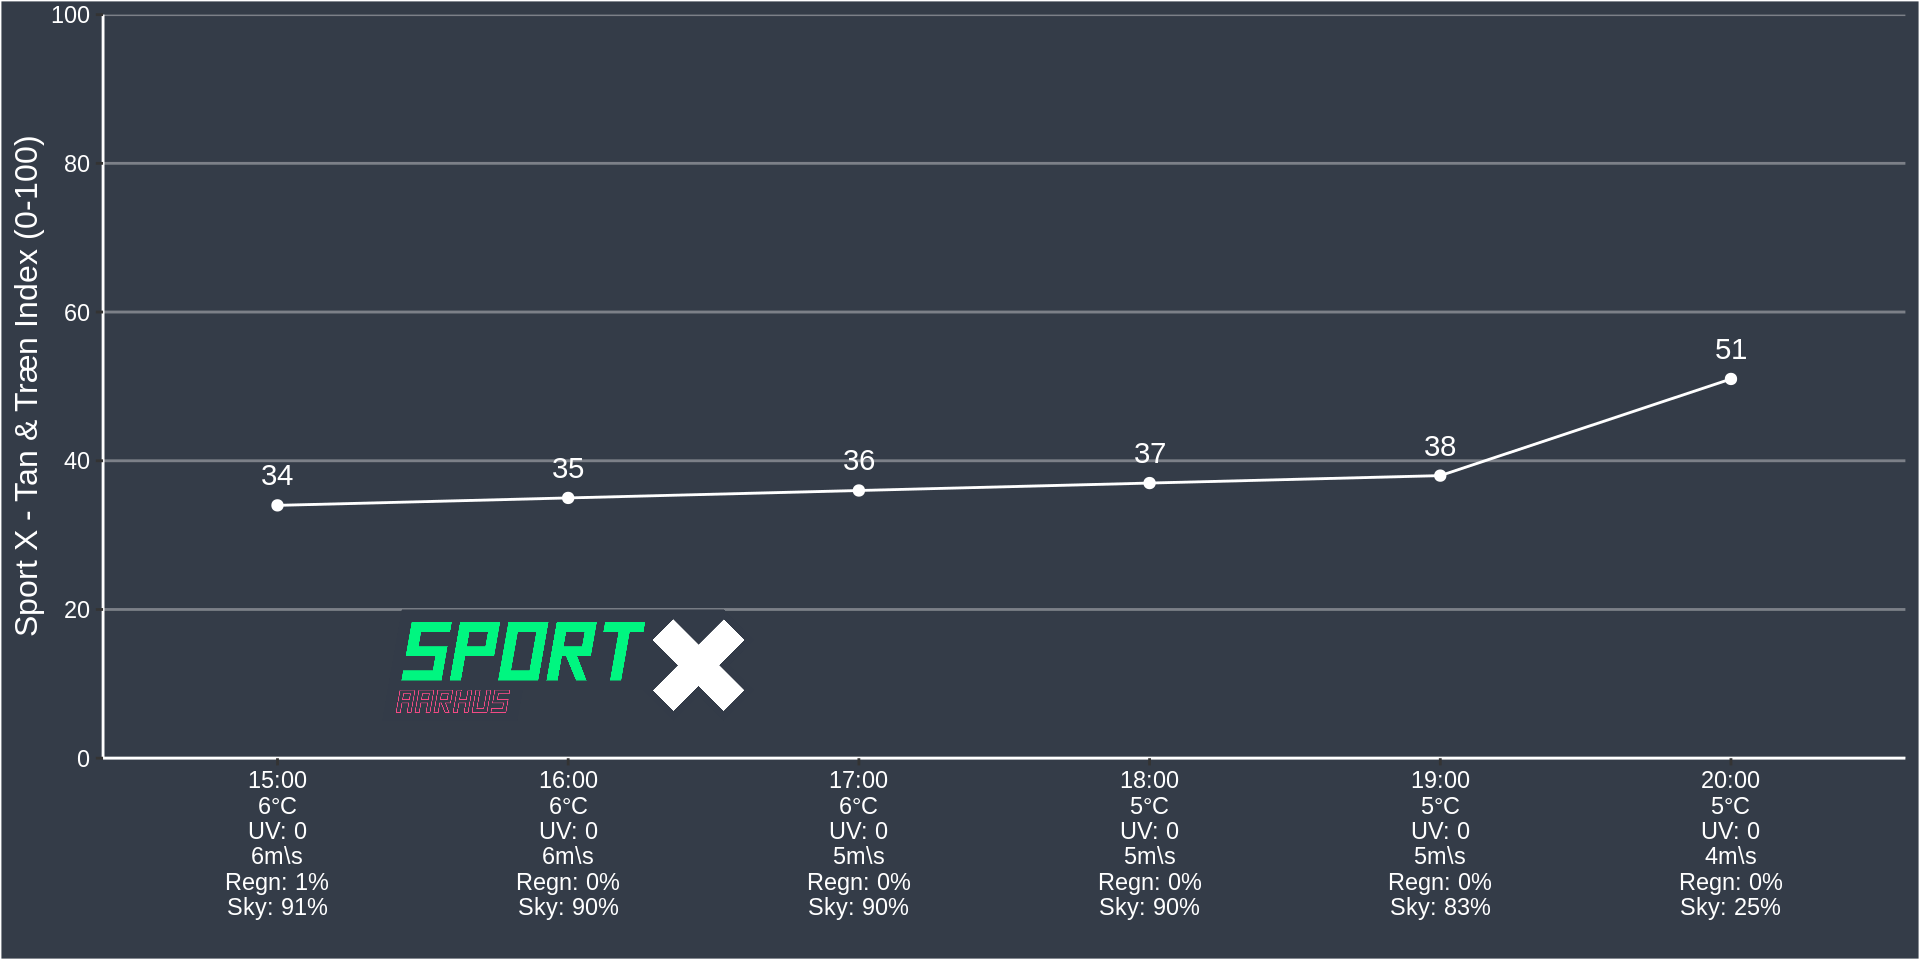 Sport X - Tan & Træn Index (0-100)
100
80
60
40
20
0
34
35
36
37
38
51
SPORT X
AARHUS
15:00
6°C
UV: 0
6m\s
Regn: 1%
Sky: 91%
16:00
6°C
UV: 0
6m\s
Regn: 0%
Sky: 90%
17:00
6°C
UV: 0
5m\s
Regn: 0%
Sky: 90%
18:00
5°C
UV: 0
5m\s
Regn: 0%
Sky: 90%
19:00
5°C
UV: 0
5m\s
Regn: 0%
Sky: 83%
20:00
5°C
UV: 0
4m\s
Regn: 0%
Sky: 25%